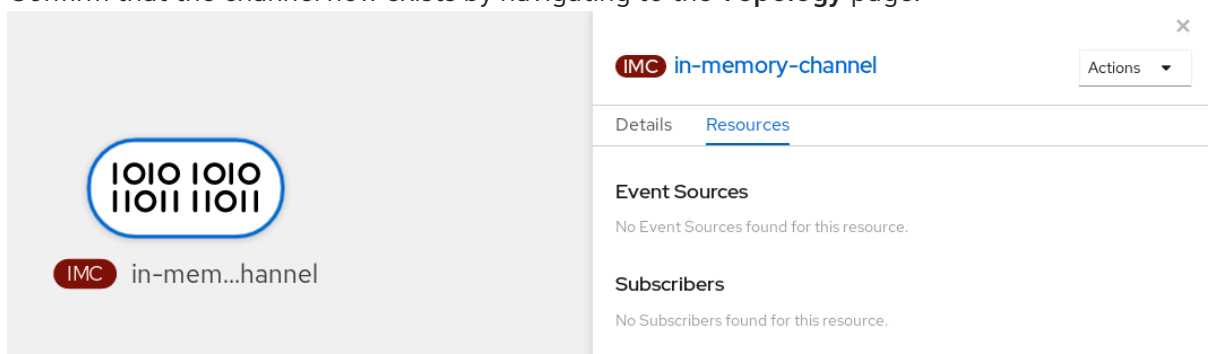 Confirm that the channel now exists by navigating to the Topology page.
×
IMC in-memory-channel
Actions
Details Resources
1010 1010
11011 11011
IMC in-mem...hannel
Event Sources
No Event Sources found for this resource.
Subscribers
No Subscribers found for this resource.